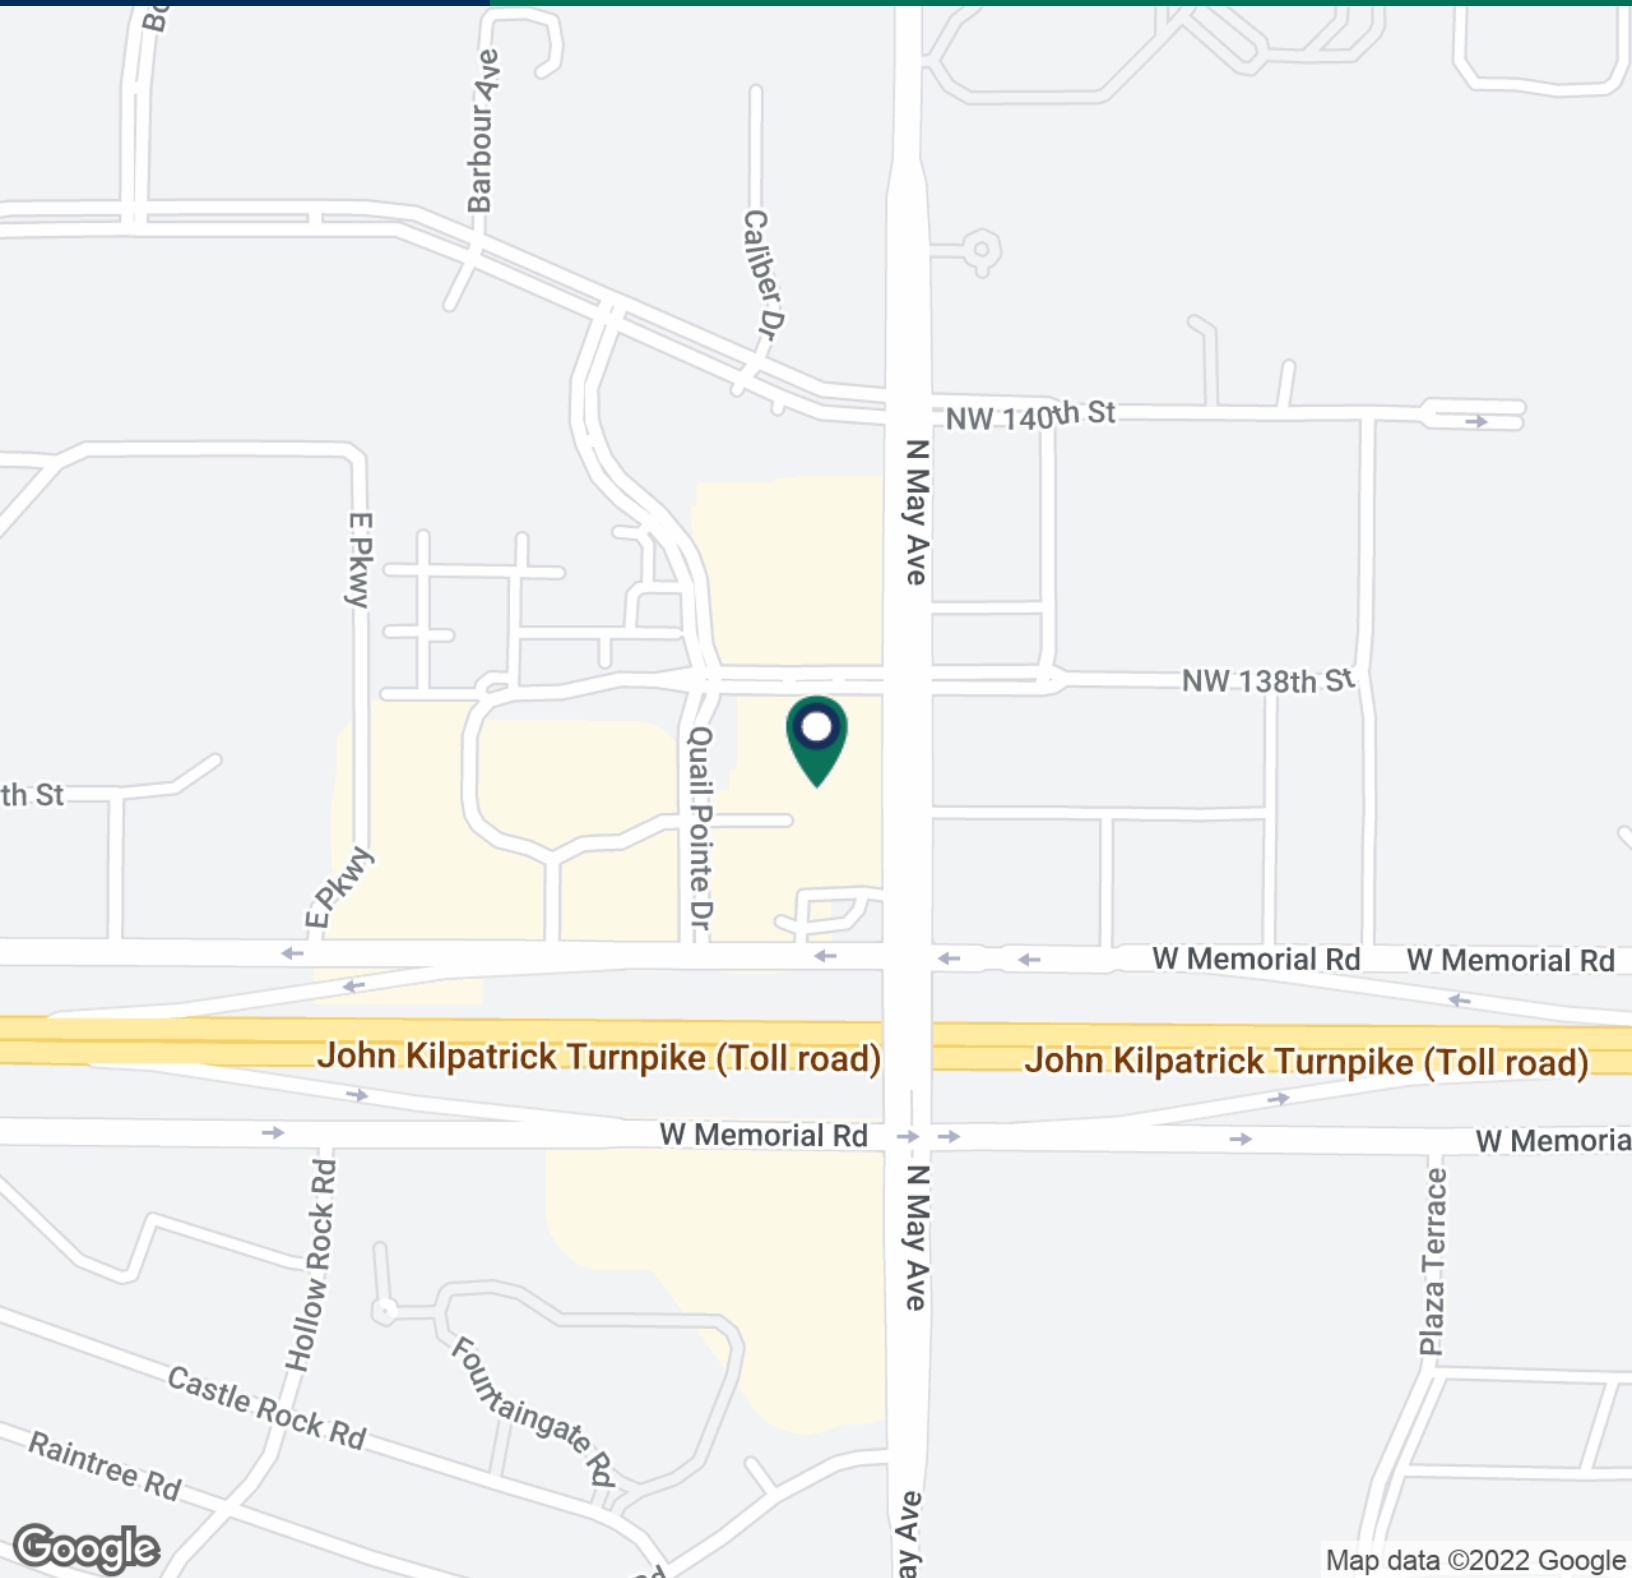 Barbour Ave
Caliber Dr
NW 140th St
N May Ave
E Pkwy
NW 138th St
Quail Pointe Dr
th St
E Pkwy
W Memorial Rd
W Memorial Rd
John Kilpatrick Turnpike (Toll road)
John Kilpatrick Turnpike (Toll road)
W Memorial Rd
W Memoria
N May Ave
Hollow Rock Rd
Plaza Terrace
Fountaingate Rd
Castle Rock Rd
Raintree Rd
ay Ave
Google
Map data ©2022 Google